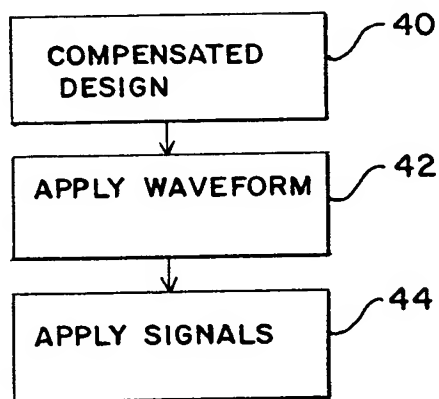 COMPENSATED
DESIGN
40
APPLY WAVEFORM
42
APPLY SIGNALS
44